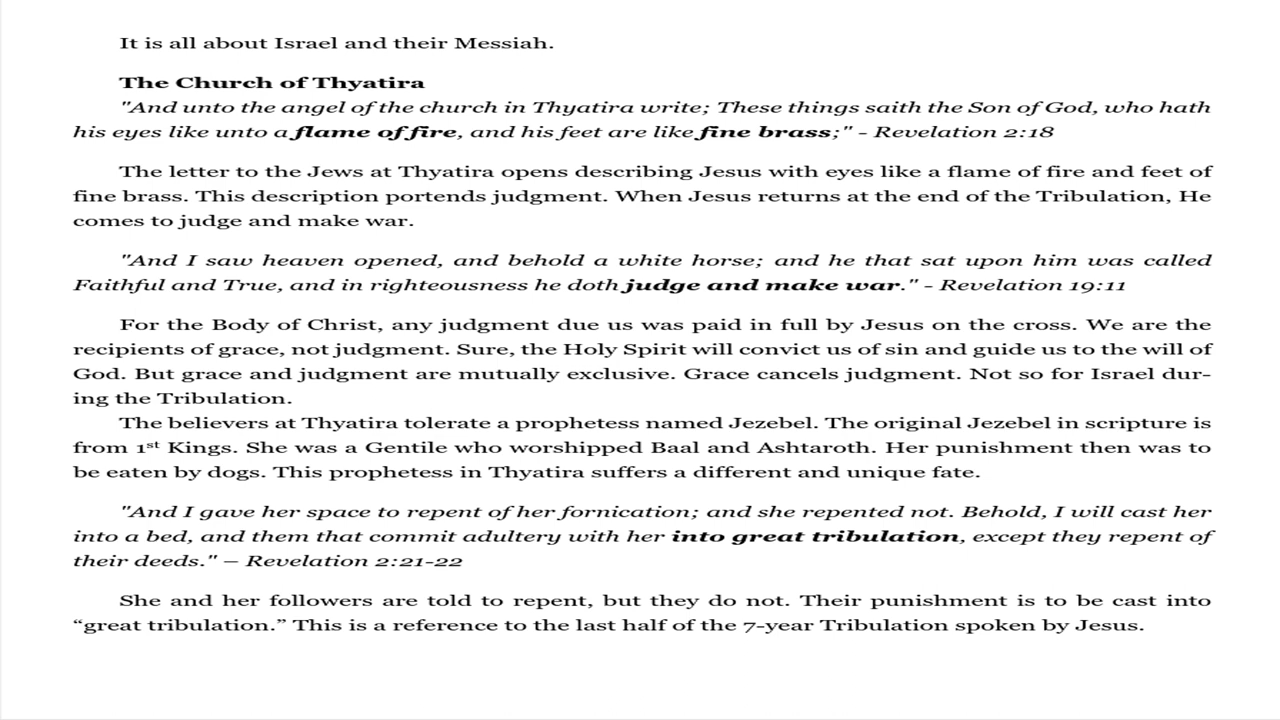 It is all about Israel and their Messiah.
The Church of Thyatira
"And unto the angel of the church in Thyatira write; These things saith the Son of God, who hath
his eyes like unto a flame of fire, and his feet are like fine brass;" - Revelation 2:18
The letter to the Jews at Thyatira opens describing Jesus with eyes like a flame of fire and feet of
fine brass. This description portends judgment. When Jesus returns at the end of the Tribulation, He
comes to judge and make war.
"And I saw heaven opened, and behold a white horse; and he that sat upon him was called
Faithful and True, and in righteousness he doth judge and make war." - Revelation 19:11
For the Body of Christ, any judgment due us was paid in full by Jesus on the cross. We are the
recipients of grace, not judgment. Sure, the Holy Spirit will convict us of sin and guide us to the will of
God. But grace and judgment are mutually exclusive. Grace cancels judgment. Not so for Israel dur-
ing the Tribulation.
The believers at Thyatira tolerate a prophetess named Jezebel. The original Jezebel in scripture is
from 1st Kings. She was a Gentile who worshipped Baal and Ashtaroth. Her punishment then was to
be eaten by dogs. This prophetess in Thyatira suffers a different and unique fate.
"And I gave her space to repent of her fornication; and she repented not. Behold, I will cast her
into a bed, and them that commit adultery with her into great tribulation, except they repent of
their deeds." – Revelation 2:21-22
She and her followers are told to repent, but they do not. Their punishment is to be cast into
“great tribulation.” This is a reference to the last half of the 7-year Tribulation spoken by Jesus.